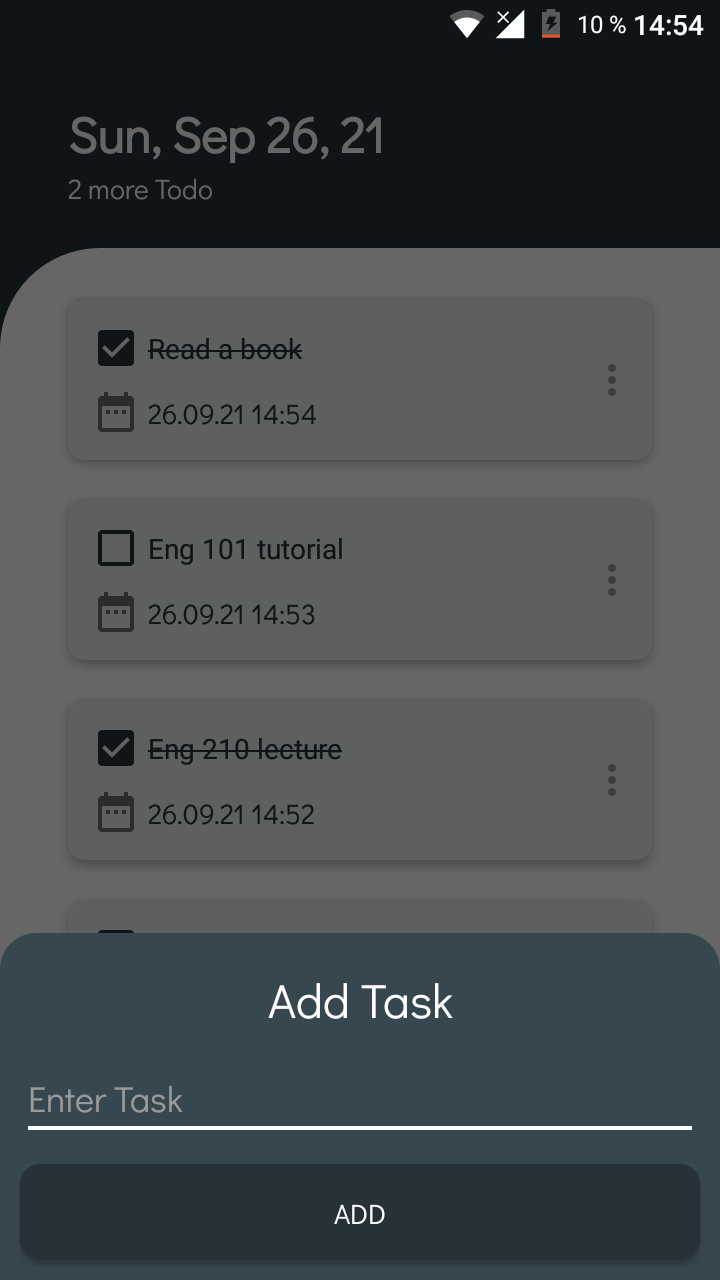 10 % 14:54
Sun, Sep 26, 21
2 more Todo
Read a book
26.09.21 14:54
Eng 101 tutorial
26.09.21 14:53
Eng 210 lecture
26.09.21 14:52
Add Task
Enter Task
ADD